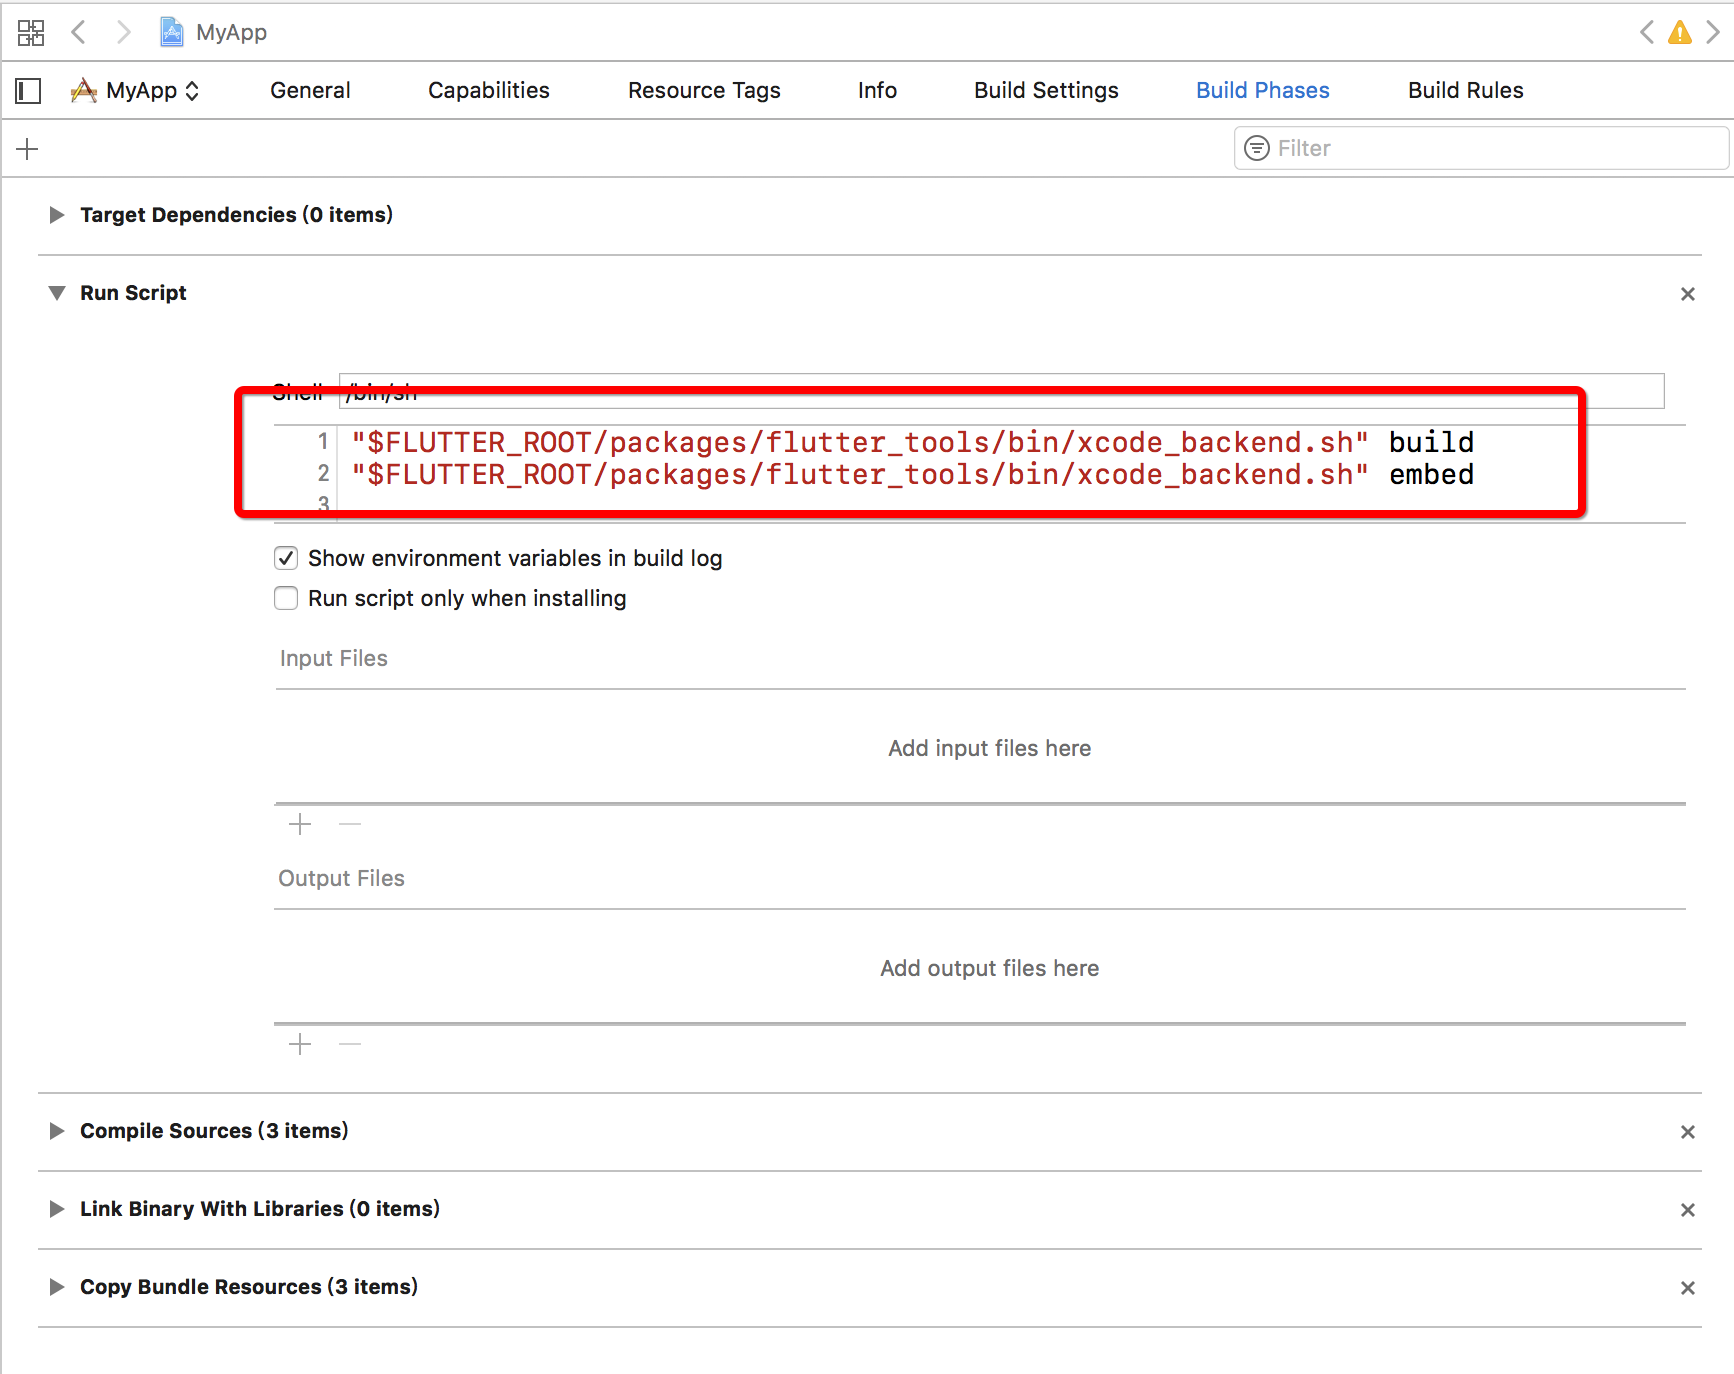 MyApp
MyApp General Capabilities Resource Tags Info Build Settings Build Phases Build Rules
Filter
Target Dependencies (0 items)
Run Script
Shell /bin/sh
1 "$FLUTTER_ROOT/packages/flutter_tools/bin/xcode_backend.sh" build
2 "$FLUTTER_ROOT/packages/flutter_tools/bin/xcode_backend.sh" embed
3
Show environment variables in build log
Run script only when installing
Input Files
Add input files here
Output Files
Add output files here
Compile Sources (3 items)
Link Binary With Libraries (0 items)
Copy Bundle Resources (3 items)